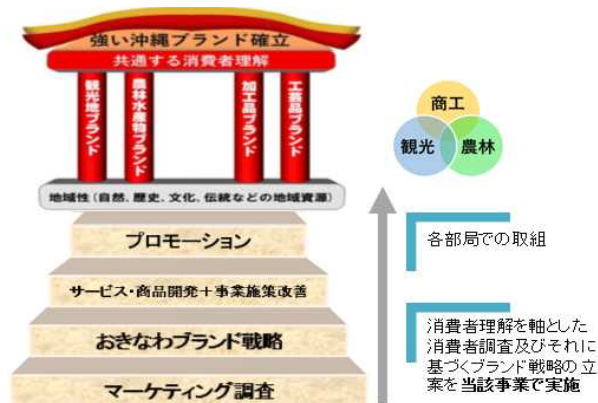 強い沖縄ブランド確立
共通する消費者理解
観光地ブランド
農林水産物ブランド
加工品ブランド
工芸品ブランド
地域性(自然、歴史、文化、伝統などの地域資源)
プロモーション
サービス・商品開発+事業施策改善
おきなわブランド戦略
マーケティング調査
商工
観光
農林
各部局での取組
消費者理解を軸とした
消費者調査及びそれに
基づくブランド戦略の立
案を当該事業で実施